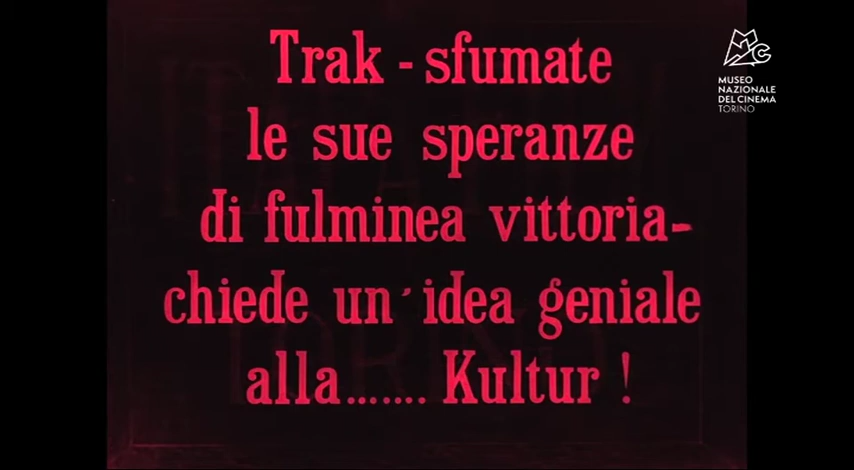 Trak - sfumate
le sue speranze
di fulminea vittoria-
chiede un'idea geniale
alla....... Kultur !
MUSEO
NAZIONALE
DEL CINEMA
TORINO